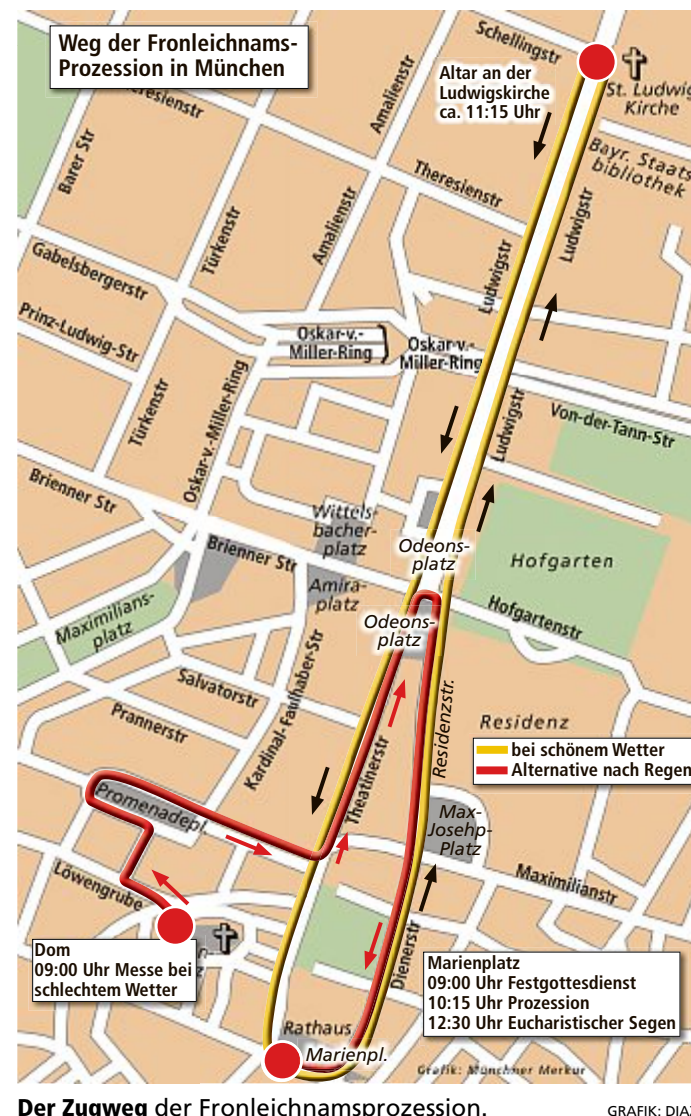 Weg der Fronleichnams-
Prozession in München
Schellingstr
Altar an der
Ludwigskirche
ca. 11:15 Uhr
St. Ludwig
Kirche
Bayr. Staats
bibliothek
resienstr
Amalienstr
Barer Str
Theresienstr
Türkenstr
Amalienstr
Ludwigstr
Ludwigstr
Gabelsbergerstr
Prinz-Ludwig-Str
Oskar-v.-
Miller-Ring
Oskar-v.-
Miller-Ring
Türkenstr
Oskar-v.-Miller-Ring
Ludwigstr
Von-der-Tann-Str
Brienner Str
Wittels-
bacher-
platz
Brienner Str
Odeons-
platz
Hofgarten
Amira-
platz
Odeons-
platz
Hofgartenstr
Maximilians-
platz
Salvatorstr
Kardinal-Faulhaber-Str
Prannerstr
Residenzstr.
Residenz
bei schönem Wetter
Alternative nach Regen
Theatinerstr
Promenadepl.
Max-
Josehp-
Platz
Löwengrube
Maximilianstr
Dom
09:00 Uhr Messe bei
schlechtem Wetter
Dienerstr
Marienplatz
09:00 Uhr Festgottesdienst
10:15 Uhr Prozession
12:30 Uhr Eucharistischer Segen
Rathaus
Marienpl.
Grafik: Münchner Merkur
Der Zugweg der Fronleichnamsprozession.
GRAFIK: DIA